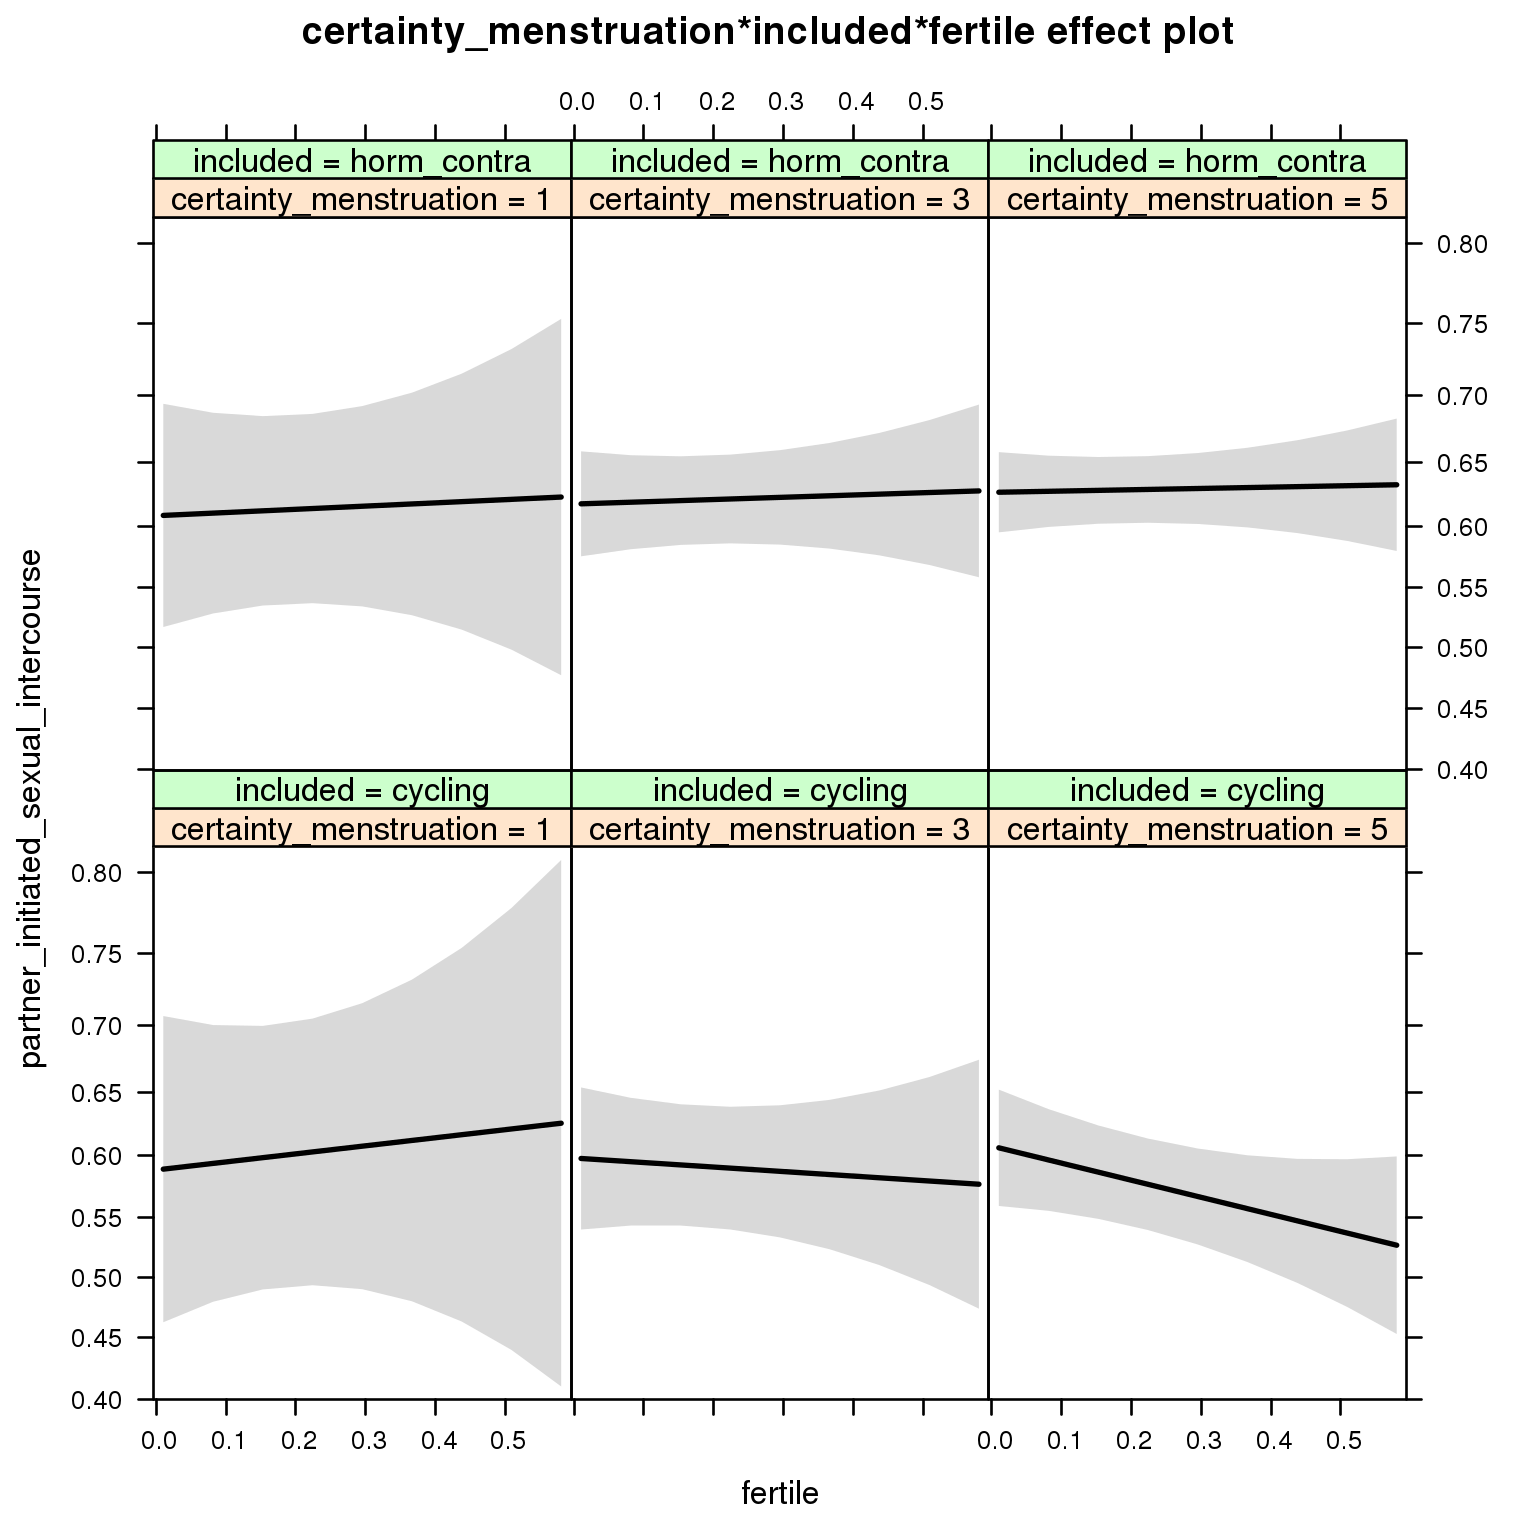 certainty_menstruation*included*fertile effect plot
0.0 0.1 0.2 0.3 0.4 0.5
included = horm_contra included = horm_contra included = horm_contra
certainty_menstruation = 1 certainty_menstruation = 3 certainty_menstruation = 5
0.80
0.75
0.70
0.65
0.60
0.55
0.50
0.45
0.40
partner_initiated_sexual_intercourse
included = cycling included = cycling included = cycling
certainty_menstruation = 1 certainty_menstruation = 3 certainty_menstruation = 5
0.80
0.75
0.70
0.65
0.60
0.55
0.50
0.45
0.40
0.0 0.1 0.2 0.3 0.4 0.5 0.0 0.1 0.2 0.3 0.4 0.5
fertile